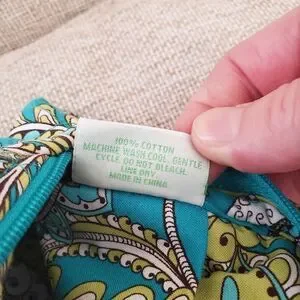 100% COTTON
MACHINE WASH COOL, GENTLE
CYCLE. DO NOT BLEACH.
LINE DRY.
MADE IN CHINA